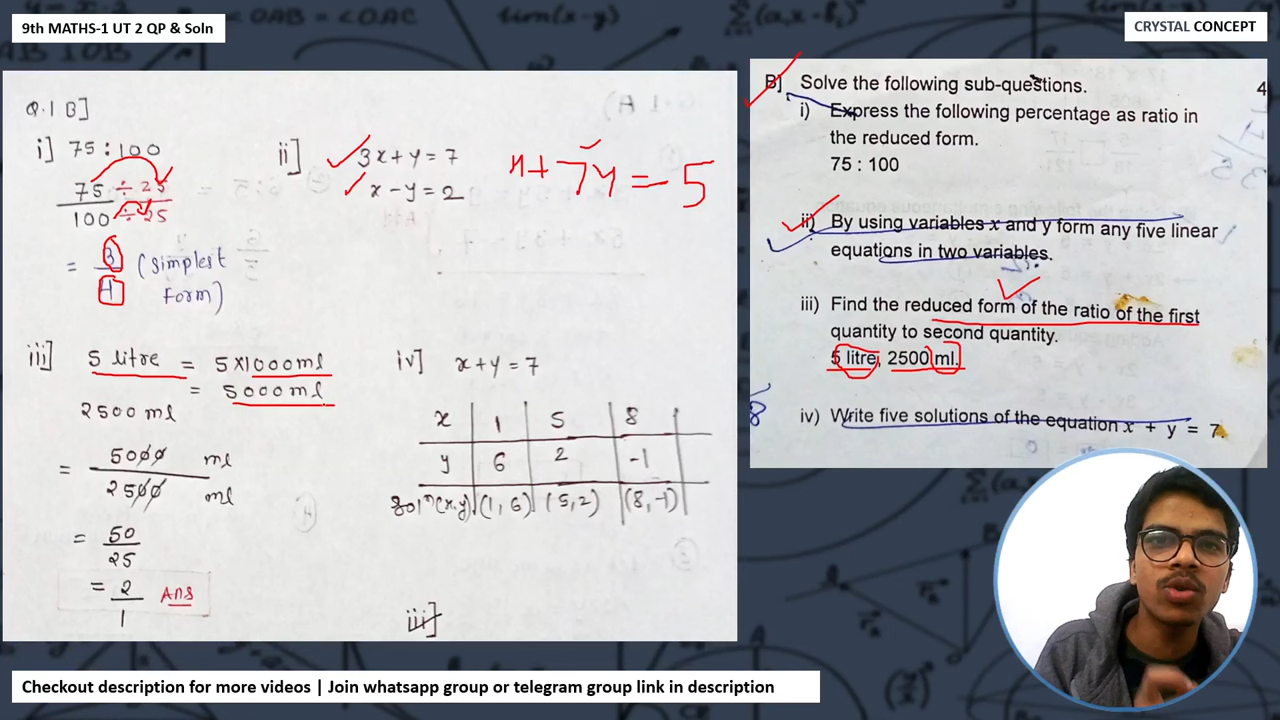 9th MATHS-1 UT 2 QP & Soln
CRYSTAL CONCEPT
Q.1 B]
i] 75 : 100
75 ÷ 25
100 ÷ 25
= 3
4
(simplest
form)
ii] 3x + y = 7
x - y = 2
x + 7y = 5
iii] 5 litre = 5×1000ml
= 5000 ml
2500 ml
= 5000 ml
2500 ml
= 50
25
= 2 Ans
1
iv] x + y = 7
x 1 5 8
y 6 2 -1
solⁿ(x,y) (1, 6) (5, 2) (8, -1)
iii]
B] Solve the following sub-questions. 4
i) Express the following percentage as ratio in
the reduced form.
75 : 100
ii) By using variables x and y form any five linear
equations in two variables.
iii) Find the reduced form of the ratio of the first
quantity to second quantity.
5 litre, 2500 ml.
iv) Write five solutions of the equation x + y = 7.
Checkout description for more videos | Join whatsapp group or telegram group link in description